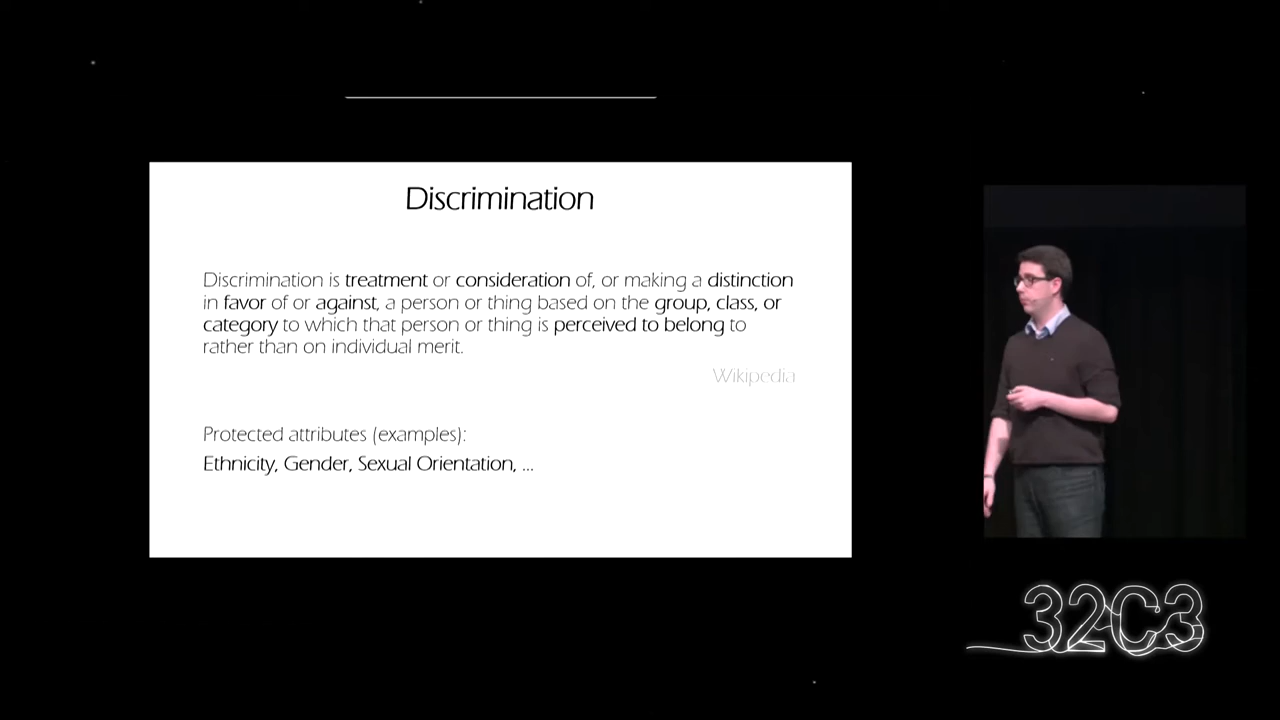 Discrimination
Discrimination is treatment or consideration of, or making a distinction
in favor of or against, a person or thing based on the group, class, or
category to which that person or thing is perceived to belong to
rather than on individual merit.
Wikipedia
Protected attributes (examples):
Ethnicity, Gender, Sexual Orientation, ...
32C3